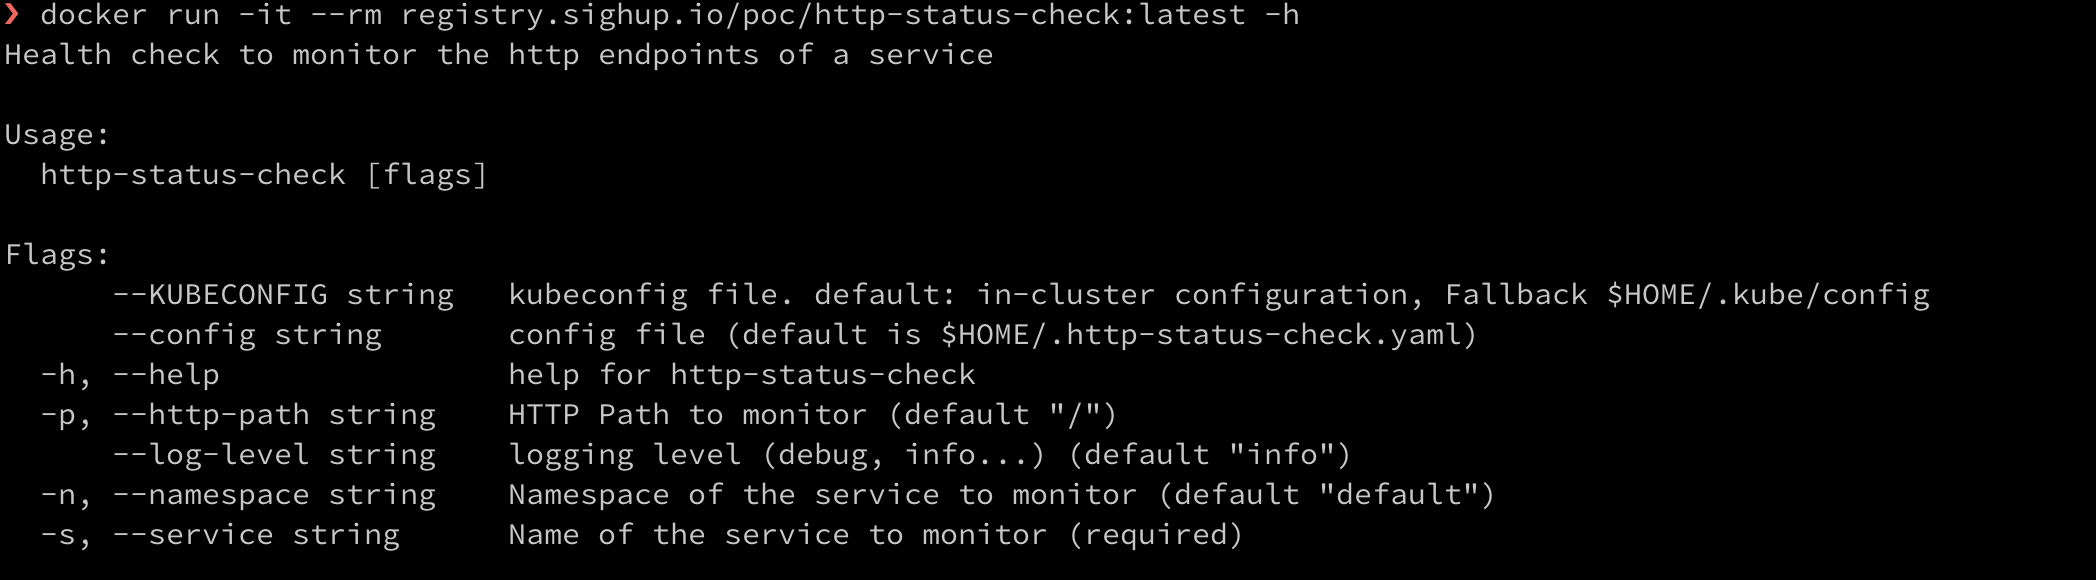 ❯ docker run -it --rm registry.sighup.io/poc/http-status-check:latest -h
Health check to monitor the http endpoints of a service

Usage:
  http-status-check [flags]

Flags:
      --KUBECONFIG string   kubeconfig file. default: in-cluster configuration, Fallback $HOME/.kube/config
      --config string       config file (default is $HOME/.http-status-check.yaml)
  -h, --help                help for http-status-check
  -p, --http-path string    HTTP Path to monitor (default "/")
      --log-level string    logging level (debug, info...) (default "info")
  -n, --namespace string    Namespace of the service to monitor (default "default")
  -s, --service string      Name of the service to monitor (required)